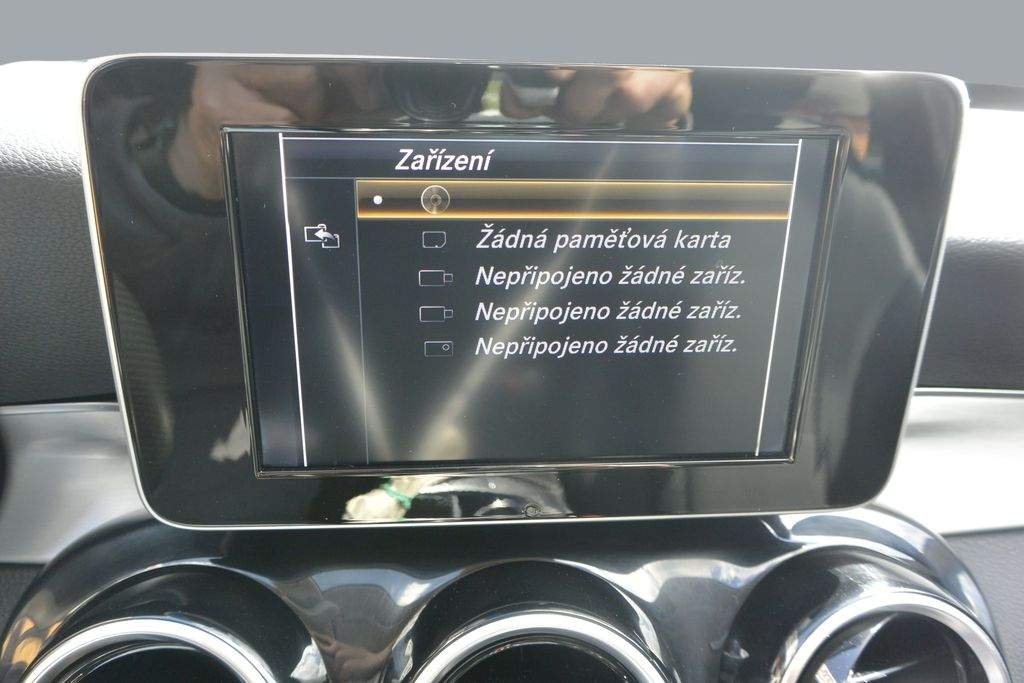 Zařízení
Žádná paměťová karta
Nepřipojeno žádné zaříz.
Nepřipojeno žádné zaříz.
Nepřipojeno žádné zaříz.